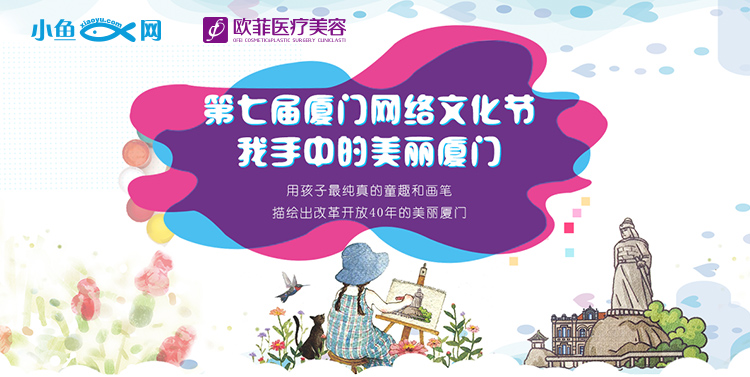 小鱼网
xiaoyu.com
欧菲医疗美容
OFEI COSMETIC&PLASTIC SURGERY CLINIC(LAST)
第七届厦门网络文化节
我手中的美丽厦门
用孩子最纯真的童趣和画笔
描绘出改革开放40年的美丽厦门